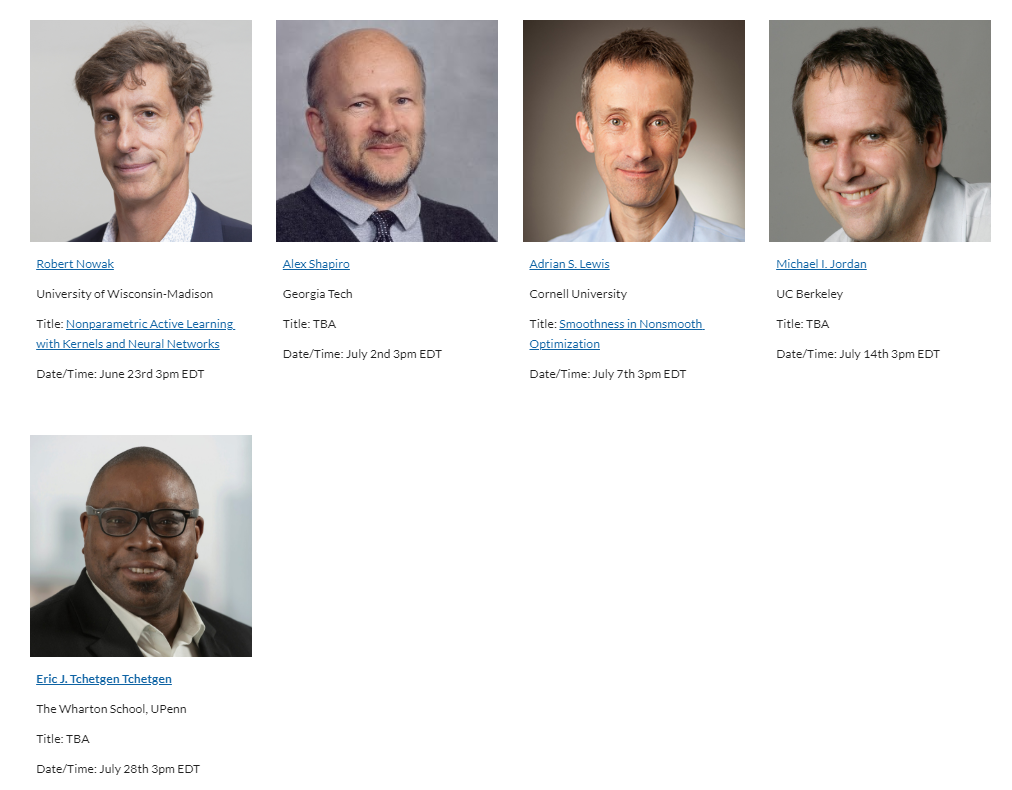 Robert Nowak
University of Wisconsin-Madison
Title: Nonparametric Active Learning
with Kernels and Neural Networks
Date/Time: June 23rd 3pm EDT
Alex Shapiro
Georgia Tech
Title: TBA
Date/Time: July 2nd 3pm EDT
Adrian S. Lewis
Cornell University
Title: Smoothness in Nonsmooth
Optimization
Date/Time: July 7th 3pm EDT
Michael I. Jordan
UC Berkeley
Title: TBA
Date/Time: July 14th 3pm EDT
Eric J. Tchetgen Tchetgen
The Wharton School, UPenn
Title: TBA
Date/Time: July 28th 3pm EDT